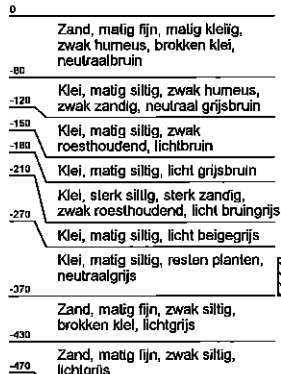 0
Zand, matig fijn, matig kleiïg,
zwak humeus, brokken klei,
neutraalbruin
-80
Klei, matig siltig, zwak humeus,
zwak zandig, neutraal grijsbruin
-120
Klei, matig siltig, zwak
roesthoudend, lichtbruin
-150
Klei, matig siltig, licht grijsbruin
-180
Klei, sterk siltig, sterk zandig,
zwak roesthoudend, licht bruingrijs
-210
Klei, matig siltig, licht beigegrijs
-270
Klei, matig siltig, resten planten,
neutraalgrijs
-370
Zand, matig fijn, zwak siltig,
brokken klei, lichtgrijs
-430
Zand, matig fijn, zwak siltig,
lichtgrijs
-470